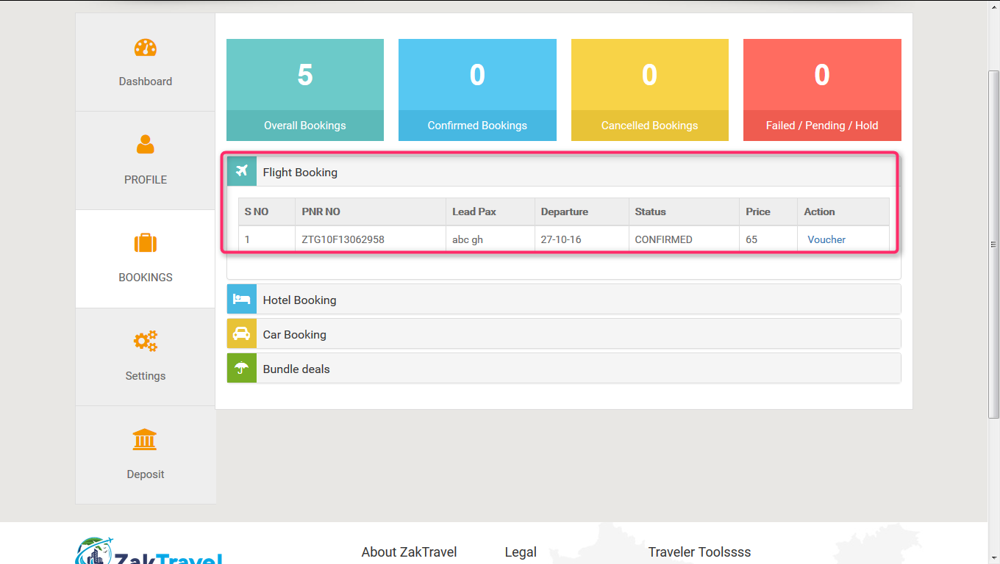 Dashboard
PROFILE
BOOKINGS
Settings
Deposit
5
Overall Bookings
0
Confirmed Bookings
0
Cancelled Bookings
0
Failed / Pending / Hold
Flight Booking
S NO PNR NO Lead Pax Departure Status Price Action
1 ZTG10F13062958 abc gh 27-10-16 CONFIRMED 65 Voucher
Hotel Booking
Car Booking
Bundle deals
ZakTravel
About ZakTravel
Legal
Traveler Toolssss